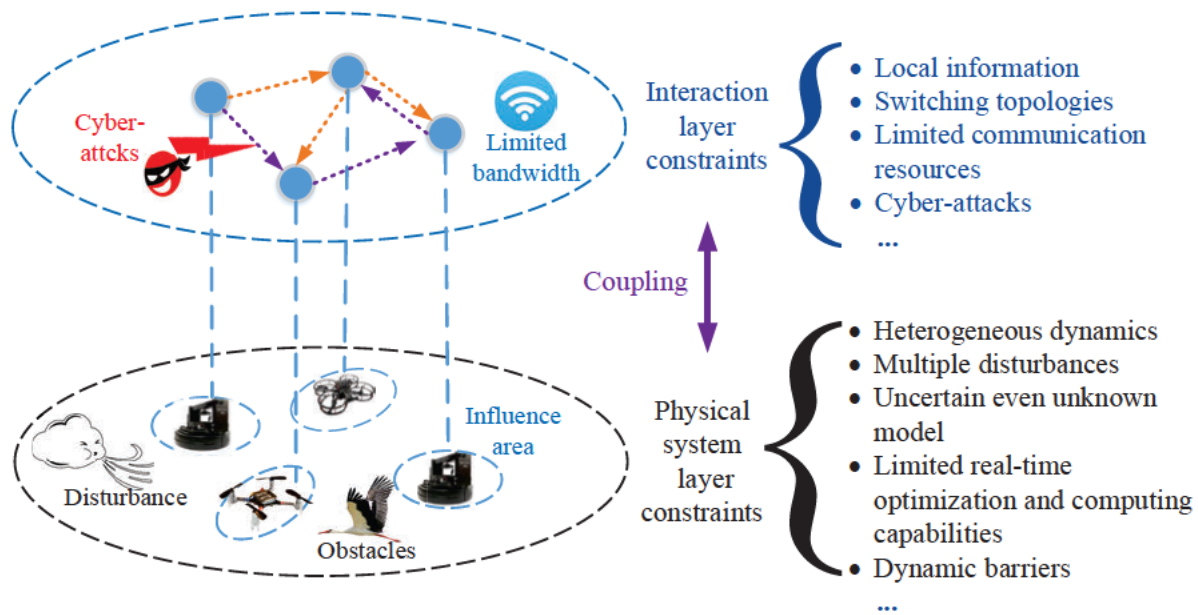 Cyber-
attcks
Limited
bandwidth
Interaction
layer
constraints
• Local information
• Switching topologies
• Limited communication
resources
• Cyber-attacks
...
Coupling
Disturbance
Influence
area
Obstacles
Physical
system
layer
constraints
• Heterogeneous dynamics
• Multiple disturbances
• Uncertain even unknown
model
• Limited real-time
optimization and computing
capabilities
• Dynamic barriers
...